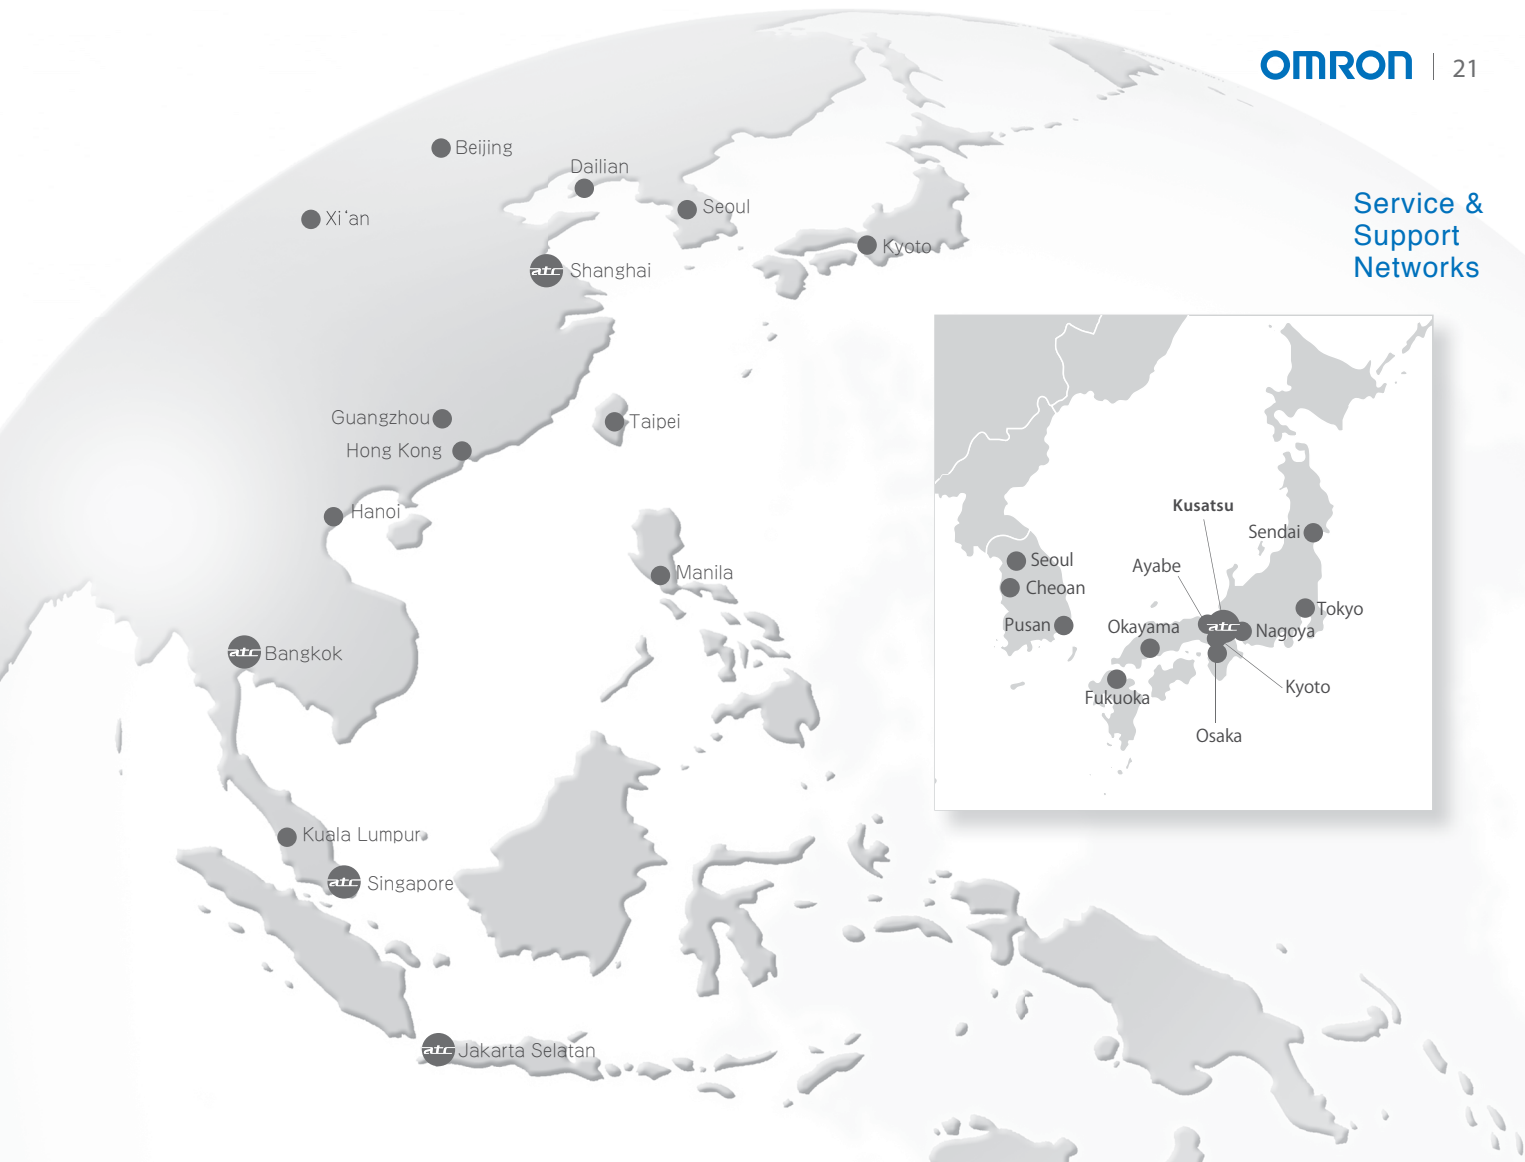 OMRON | 21
Service &
Support
Networks
Beijing
Dailian
Xi'an
Seoul
Kyoto
atc Shanghai
Guangzhou
Taipei
Hong Kong
Hanoi
Manila
atc Bangkok
Kuala Lumpur
atc Singapore
atc Jakarta Selatan
Kusatsu
Sendai
Seoul
Ayabe
Cheoan
Tokyo
Pusan
Okayama
atc
Nagoya
Kyoto
Fukuoka
Osaka